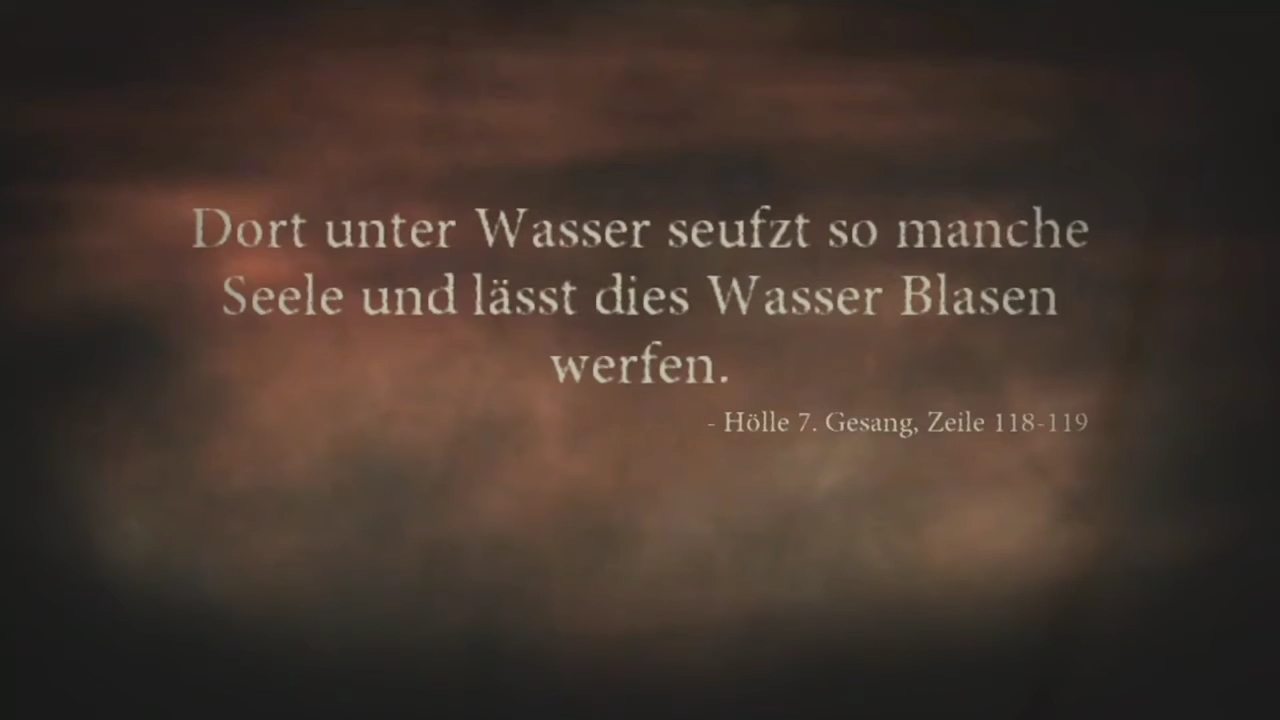 Dort unter Wasser seufzt so manche
Seele und lässt dies Wasser Blasen
werfen.
- Hölle 7. Gesang, Zeile 118-119